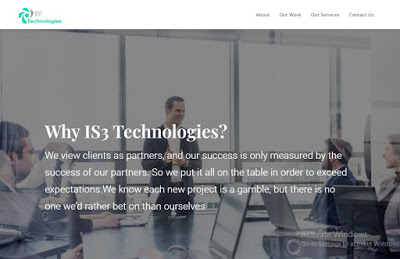 IS3
Technologies
About Our Work Our Services Contact Us
Why IS3 Technologies?
We view clients as partners, and our success is only measured by the
success of our partners. So we put it all on the table in order to exceed
expectations.We know each new project is a gamble, but there is no
one we'd rather bet on than ourselves
Activate Windows
Go to Settings to activate Windows